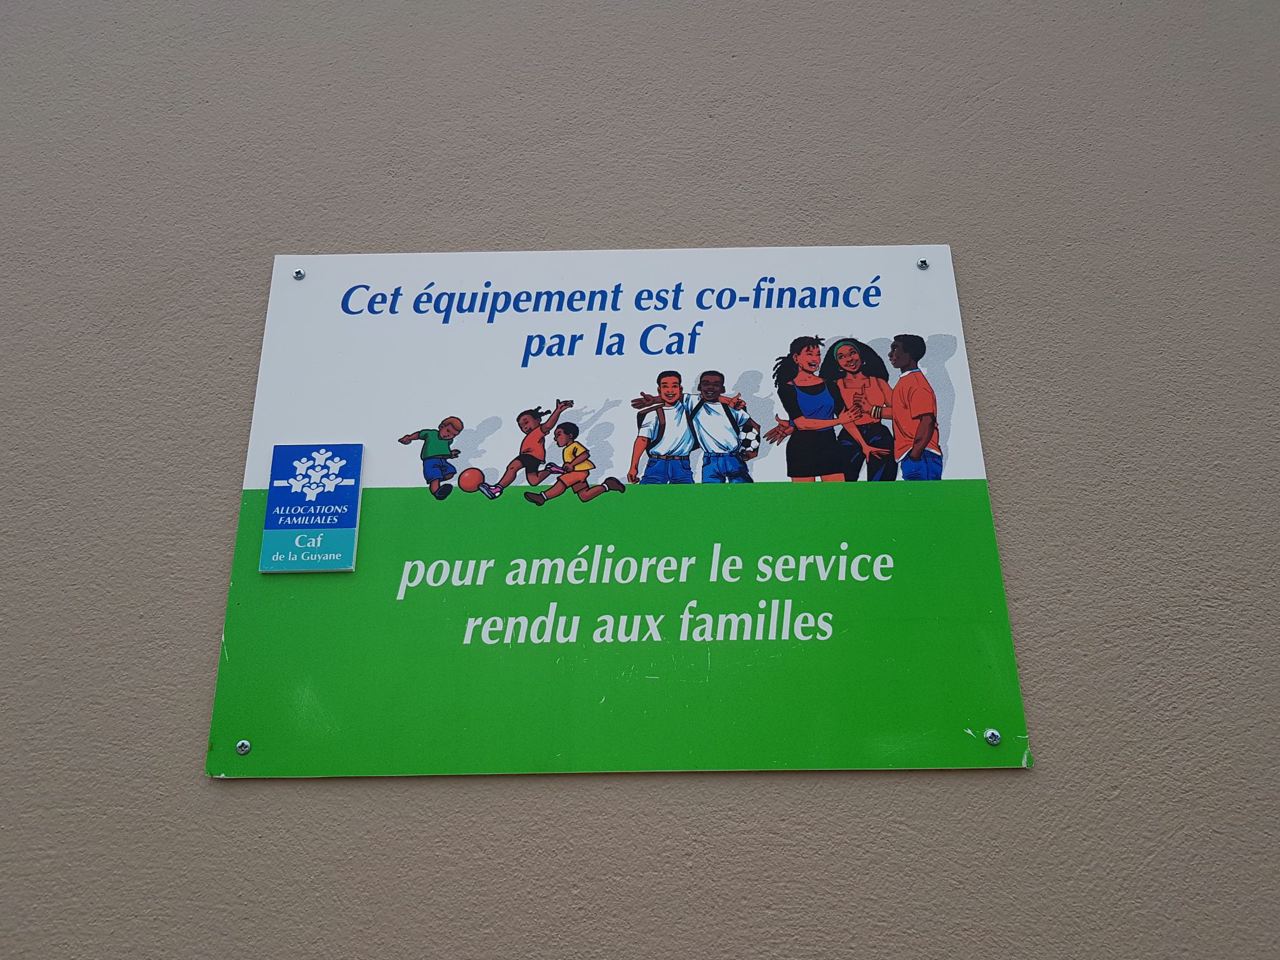 Cet équipement est co-financé
par la Caf
ALLOCATIONS
FAMILIALES
Caf
de la Guyane
pour améliorer le service
rendu aux familles